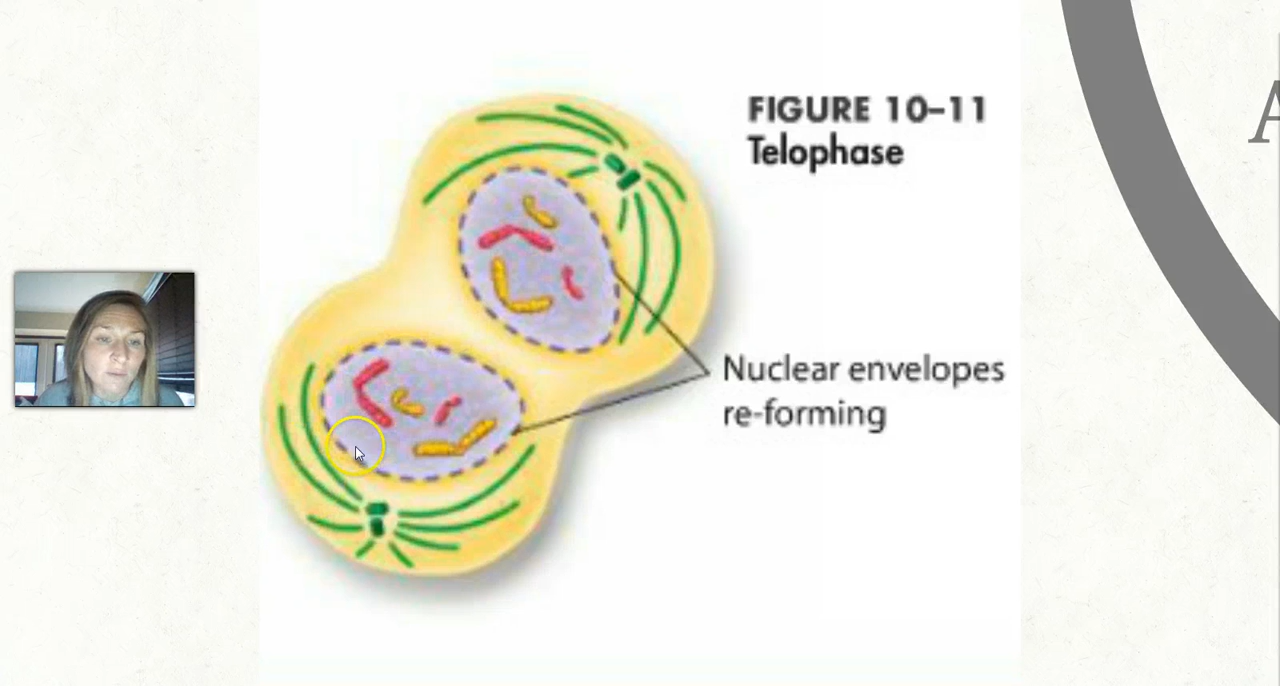 FIGURE 10–11
Telophase
Nuclear envelopes
re-forming
A